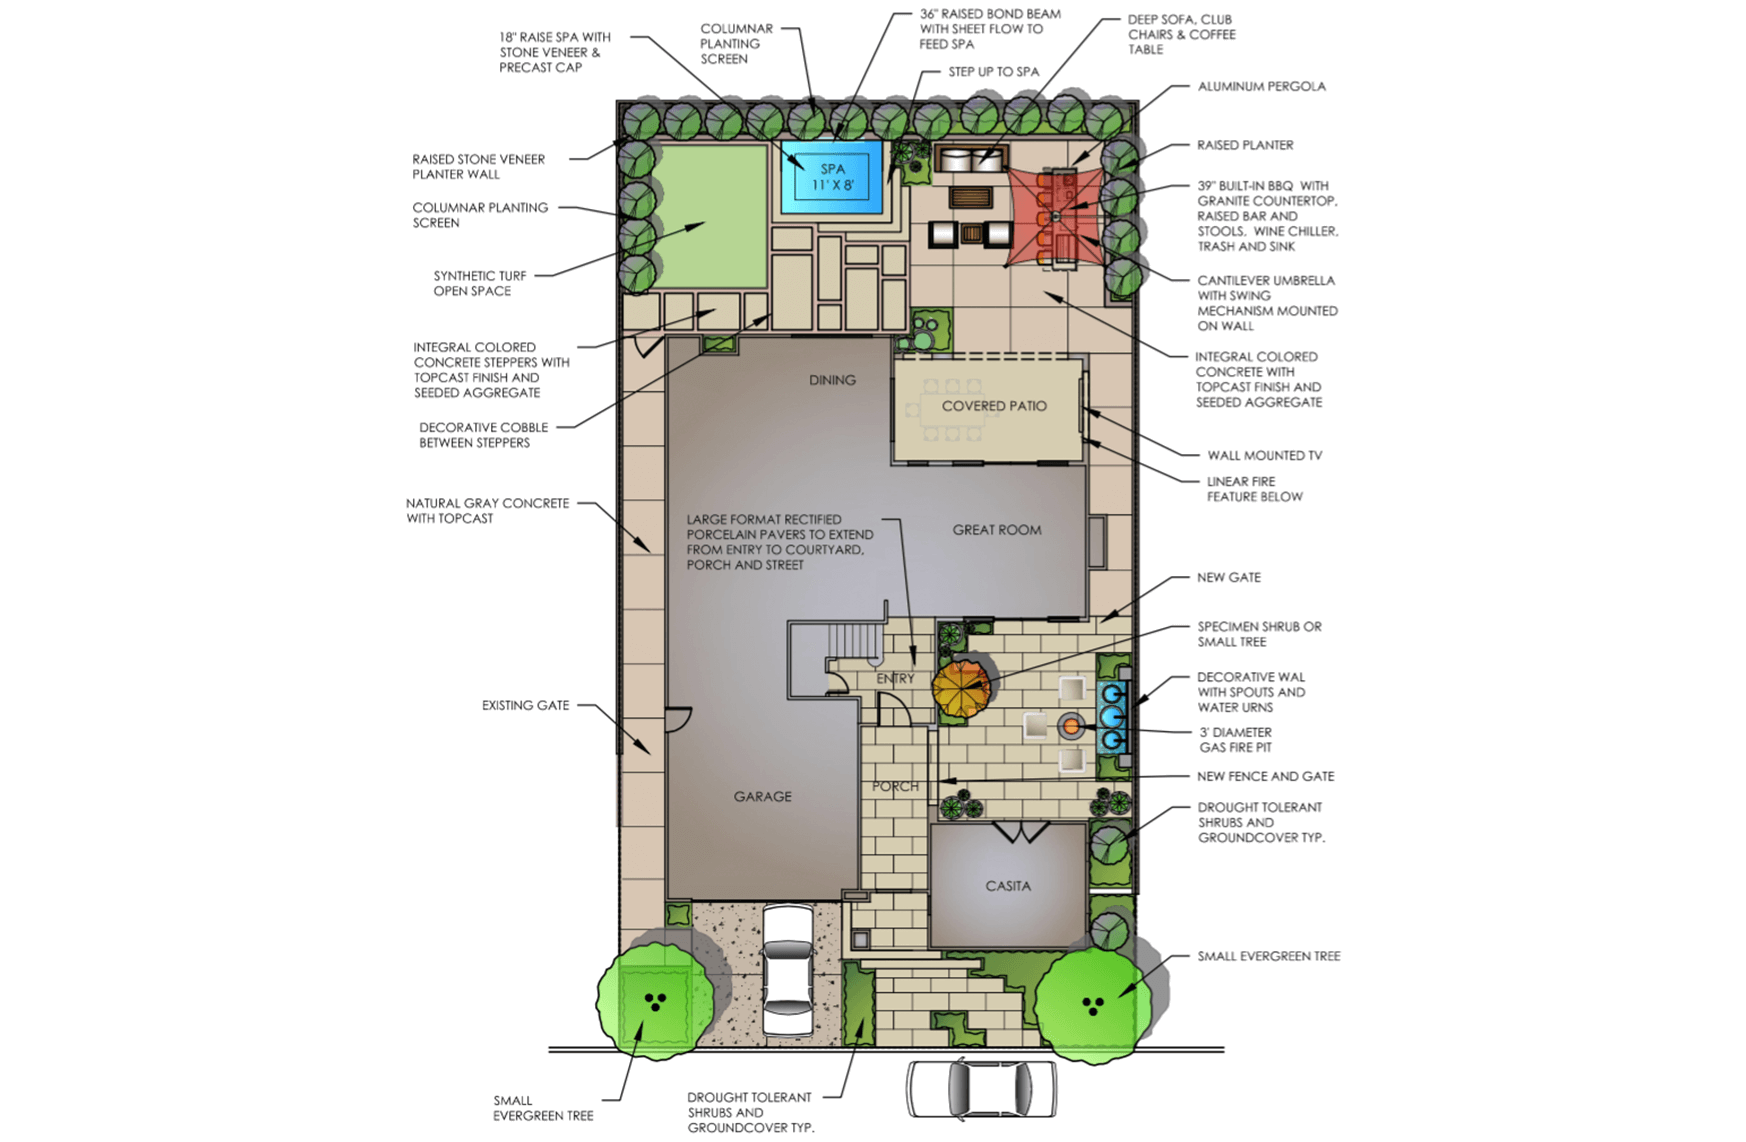 18" RAISE SPA WITH
STONE VENEER &
PRECAST CAP
COLUMNAR
PLANTING
SCREEN
36" RAISED BOND BEAM
WITH SHEET FLOW TO
FEED SPA
STEP UP TO SPA
DEEP SOFA, CLUB
CHAIRS & COFFEE
TABLE
ALUMINUM PERGOLA
RAISED PLANTER
39" BUILT-IN BBQ WITH
GRANITE COUNTERTOP,
RAISED BAR AND
STOOLS, WINE CHILLER,
TRASH AND SINK
CANTILEVER UMBRELLA
WITH SWING
MECHANISM MOUNTED
ON WALL
INTEGRAL COLORED
CONCRETE WITH
TOPCAST FINISH AND
SEEDED AGGREGATE
WALL MOUNTED TV
LINEAR FIRE
FEATURE BELOW
NEW GATE
SPECIMEN SHRUB OR
SMALL TREE
DECORATIVE WAL
WITH SPOUTS AND
WATER URNS
3' DIAMETER
GAS FIRE PIT
NEW FENCE AND GATE
DROUGHT TOLERANT
SHRUBS AND
GROUNDCOVER TYP.
SMALL EVERGREEN TREE
RAISED STONE VENEER
PLANTER WALL
COLUMNAR PLANTING
SCREEN
SYNTHETIC TURF
OPEN SPACE
INTEGRAL COLORED
CONCRETE STEPPERS WITH
TOPCAST FINISH AND
SEEDED AGGREGATE
DECORATIVE COBBLE
BETWEEN STEPPERS
NATURAL GRAY CONCRETE
WITH TOPCAST
EXISTING GATE
SMALL
EVERGREEN TREE
DROUGHT TOLERANT
SHRUBS AND
GROUNDCOVER TYP.
SPA
11' X 8'
DINING
COVERED PATIO
LARGE FORMAT RECTIFIED
PORCELAIN PAVERS TO EXTEND
FROM ENTRY TO COURTYARD,
PORCH AND STREET
GREAT ROOM
ENTRY
PORCH
GARAGE
CASITA